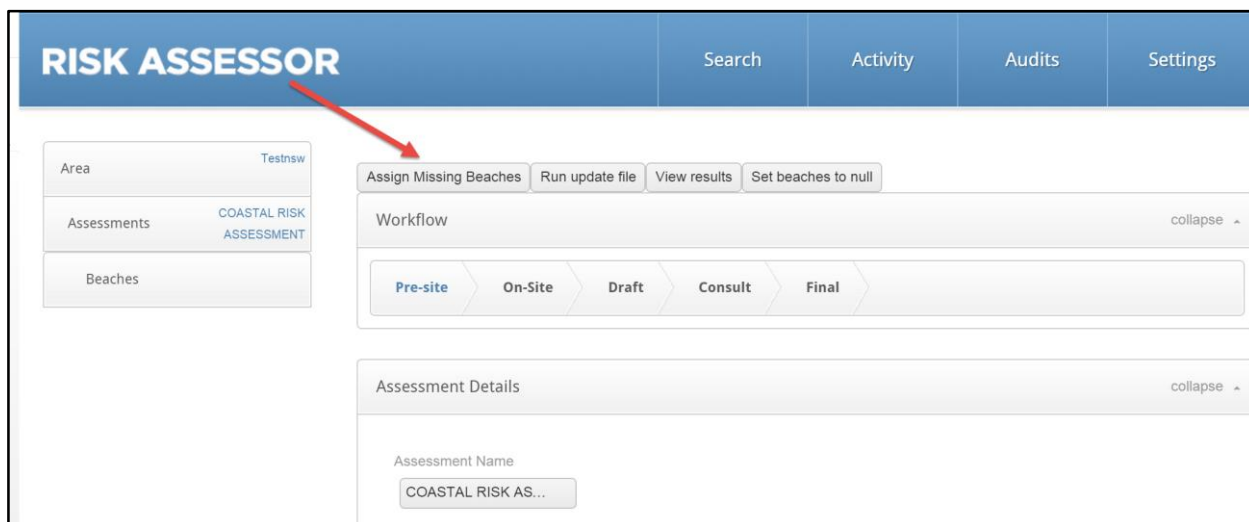 RISK ASSESSOR
Search
Activity
Audits
Settings
Area
Testnsw
Assessments
COASTAL RISK
ASSESSMENT
Beaches
Assign Missing Beaches
Run update file
View results
Set beaches to null
Workflow
collapse
Pre-site
On-Site
Draft
Consult
Final
Assessment Details
collapse
Assessment Name
COASTAL RISK AS...